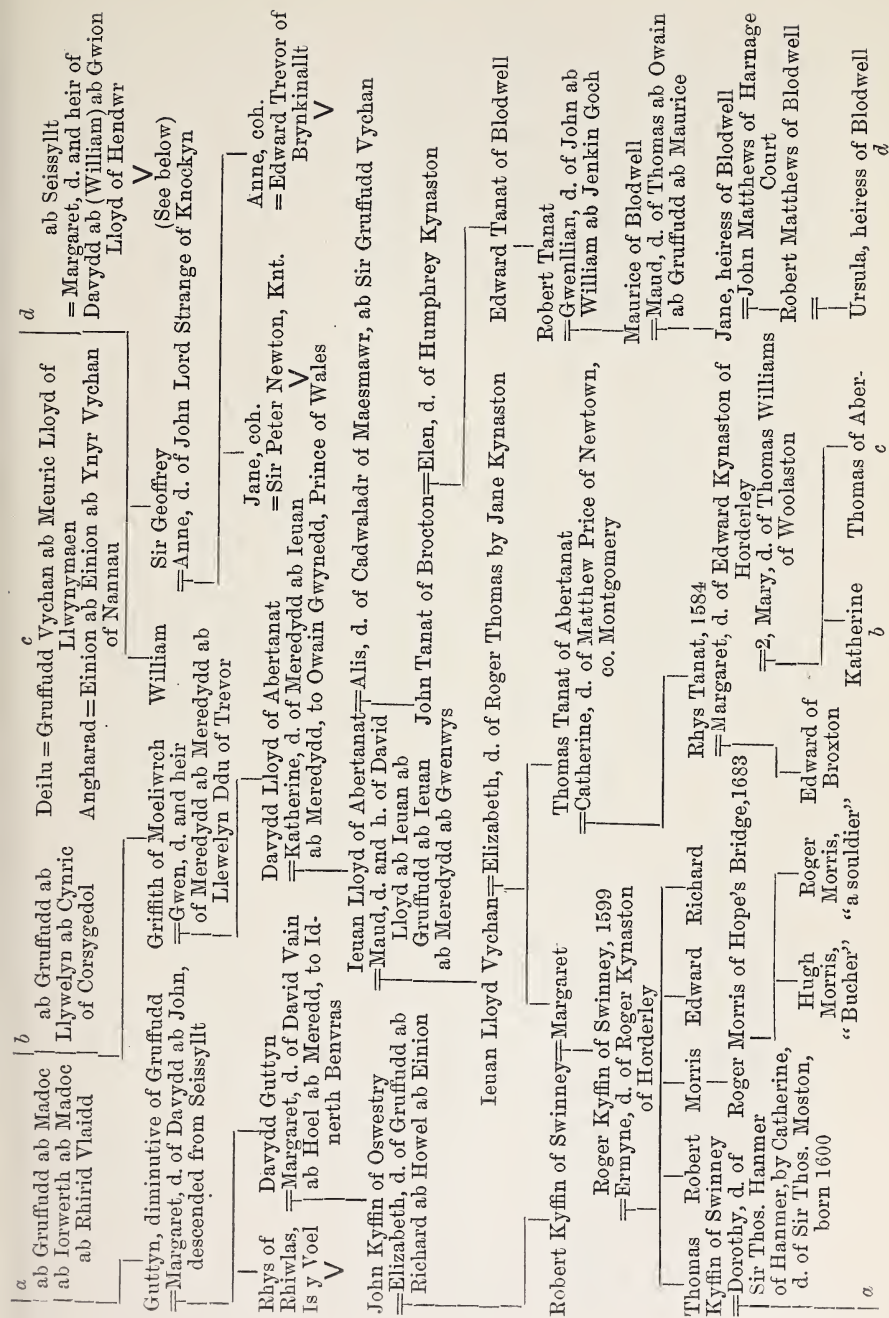 a
ab Gruffudd ab Madoc
ab Iorwerth ab Madoc
ab Rhirid Vlaidd
b
ab Gruffudd ab
Llywelyn ab Cynric
of Corsygedol
c
Deilu = Gruffudd Vychan ab Meuric Lloyd of
Llwynymaen
Angharad = Einion ab Einion ab Ynyr Vychan
of Nannau
d
ab Seissyllt
= Margaret, d. and heir of
Davydd ab (William) ab Gwion
Lloyd of Hendwr
(See below)
Guttyn, diminutive of Gruffudd
=Margaret, d. of Davydd ab John,
descended from Seissyllt
Griffith of Moeliwrch
=Gwen, d. and heir
of Meredydd ab Meredydd ab
Llewelyn Ddu of Trevor
William
Sir Geoffrey
=Anne, d. of John Lord Strange of Knockyn
Rhys of
Rhiwlas,
Is y Voel
Davydd Guttyn
=Margaret, d. of David Vain
ab Hoel ab Meredd, to Id-
nerth Benvras
Davydd Lloyd of Abertanat
=Katherine, d. of Meredydd ab Ieuan
ab Meredydd, to Owain Gwynedd, Prince of Wales
Jane, coh.
= Sir Peter Newton, Knt.
Anne, coh.
= Edward Trevor of
Brynkinallt
John Kyffin of Oswestry
=Elizabeth, d. of Gruffudd ab
Richard ab Howel ab Einion
Ieuan Lloyd of Abertanat=Alis, d. of Cadwaladr of Maesmawr, ab Sir Gruffudd Vychan
=Maud, d. and h. of David
Lloyd ab Ieuan ab
Gruffudd ab Ieuan
ab Meredydd ab Gwenwys
John Tanat of Brocton=Elen, d. of Humphrey Kynaston
Ieuan Lloyd Vychan=Elizabeth, d. of Roger Thomas by Jane Kynaston
Edward Tanat of Blodwell
Robert Kyffin of Swinney=Margaret
Thomas Tanat of Abertanat
=Catherine, d. of Matthew Price of Newtown,
co. Montgomery
Robert Tanat
=Gwenllian, d. of John ab
William ab Jenkin Goch
Roger Kyffin of Swinney, 1599
=Ermyne, d. of Roger Kynaston
of Horderley
Maurice of Blodwell
=Maud, d. of Thomas ab Owain
ab Gruffudd ab Maurice
Thomas
Kyffin of Swinney
=Dorothy, d. of
Sir Thos. Hanmer
of Hanmer, by Catherine,
d. of Sir Thos. Moston,
born 1600
Robert
Morris
Edward
Richard
Roger Morris of Hope's Bridge, 1683
Rhys Tanat, 1584
=Margaret, d. of Edward Kynaston of
Horderley
=2, Mary, d. of Thomas Williams
of Woolaston
Jane, heiress of Blodwell
=John Matthews of Harnage
Court
Robert Matthews of Blodwell
=
Hugh
Morris,
"Bucher"
Roger
Morris,
"a souldier"
Edward of
Broxton
Katherine
Thomas of Aber-
Ursula, heiress of Blodwell
a
b
c
d